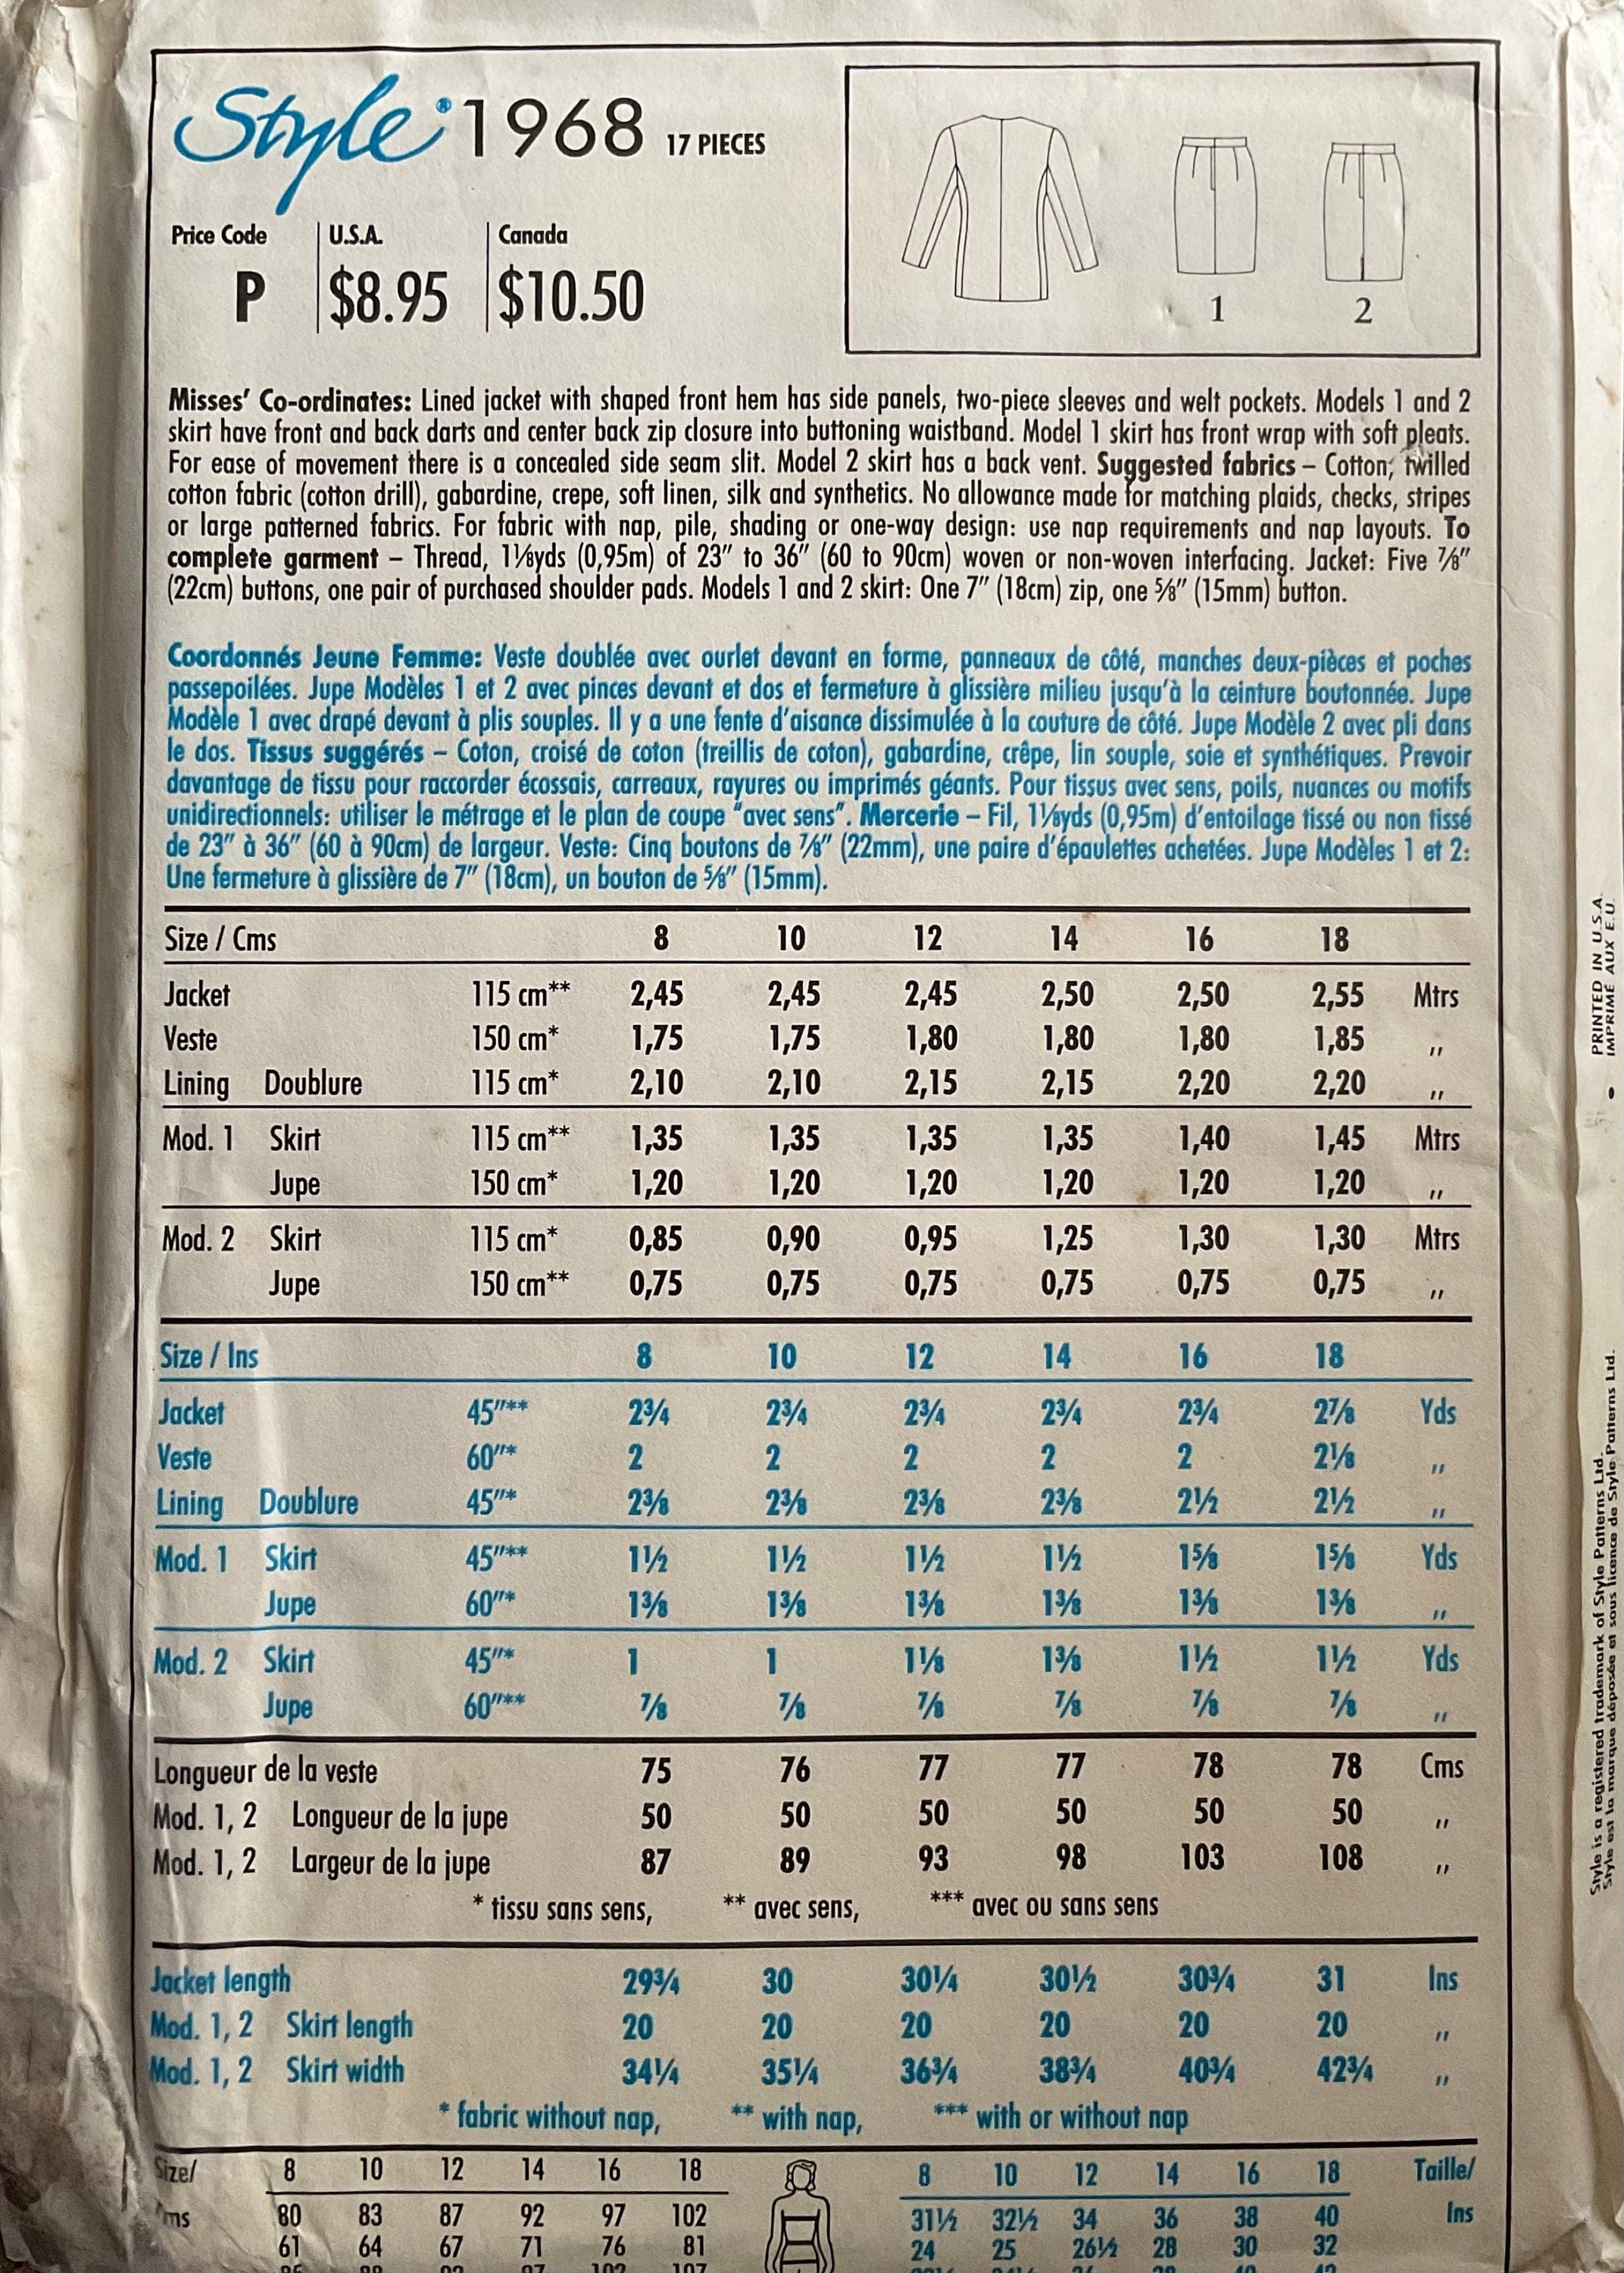 Style® 1968 17 PIECES
Price Code U.S.A. Canada
P $8.95 $10.50
1 2
Misses' Co-ordinates: Lined jacket with shaped front hem has side panels, two-piece sleeves and welt pockets. Models 1 and 2
skirt have front and back darts and center back zip closure into buttoning waistband. Model 1 skirt has front wrap with soft pleats.
For ease of movement there is a concealed side seam slit. Model 2 skirt has a back vent. Suggested fabrics – Cotton, twilled
cotton fabric (cotton drill), gabardine, crepe, soft linen, silk and synthetics. No allowance made for matching plaids, checks, stripes
or large patterned fabrics. For fabric with nap, pile, shading or one-way design: use nap requirements and nap layouts. To
complete garment – Thread, 1⅛yds (0,95m) of 23" to 36" (60 to 90cm) woven or non-woven interfacing. Jacket: Five ⅞"
(22cm) buttons, one pair of purchased shoulder pads. Models 1 and 2 skirt: One 7" (18cm) zip, one ⅝" (15mm) button.
Coordonnés Jeune Femme: Veste doublée avec ourlet devant en forme, panneaux de côté, manches deux-pièces et poches
passepoilées. Jupe Modèles 1 et 2 avec pinces devant et dos et fermeture à glissière milieu jusqu'à la ceinture boutonnée. Jupe
Modèle 1 avec drapé devant à plis souples. Il y a une fente d'aisance dissimulée à la couture de côté. Jupe Modèle 2 avec pli dans
le dos. Tissus suggérés – Coton, croisé de coton (treillis de coton), gabardine, crêpe, lin souple, soie et synthétiques. Prevoir
davantage de tissu pour raccorder écossais, carreaux, rayures ou imprimés géants. Pour tissus avec sens, poils, nuances ou motifs
unidirectionnels: utiliser le métrage et le plan de coupe "avec sens". Mercerie – Fil, 1⅛yds (0,95m) d'entoilage tissé ou non tissé
de 23" à 36" (60 à 90cm) de largeur. Veste: Cinq boutons de ⅞" (22mm), une paire d'épaulettes achetées. Jupe Modèles 1 et 2:
Une fermeture à glissière de 7" (18cm), un bouton de ⅝" (15mm).
Size / Cms 8 10 12 14 16 18
Jacket 115 cm** 2,45 2,45 2,45 2,50 2,50 2,55 Mtrs
Veste 150 cm* 1,75 1,75 1,80 1,80 1,80 1,85 ,,
Lining Doublure 115 cm* 2,10 2,10 2,15 2,15 2,20 2,20 ,,
Mod. 1 Skirt 115 cm** 1,35 1,35 1,35 1,35 1,40 1,45 Mtrs
Jupe 150 cm* 1,20 1,20 1,20 1,20 1,20 1,20 ,,
Mod. 2 Skirt 115 cm* 0,85 0,90 0,95 1,25 1,30 1,30 Mtrs
Jupe 150 cm** 0,75 0,75 0,75 0,75 0,75 0,75 ,,
Size / Ins 8 10 12 14 16 18
Jacket 45"** 2¾ 2¾ 2¾ 2¾ 2¾ 2⅞ Yds
Veste 60"* 2 2 2 2 2 2⅛ ,,
Lining Doublure 45"* 2⅜ 2⅜ 2⅜ 2⅜ 2½ 2½ ,,
Mod. 1 Skirt 45"** 1½ 1½ 1½ 1½ 1⅝ 1⅝ Yds
Jupe 60"* 1⅜ 1⅜ 1⅜ 1⅜ 1⅜ 1⅜ ,,
Mod. 2 Skirt 45"* 1 1 1⅛ 1⅜ 1½ 1½ Yds
Jupe 60"** ⅞ ⅞ ⅞ ⅞ ⅞ ⅞ ,,
Longueur de la veste 75 76 77 77 78 78 Cms
Mod. 1, 2 Longueur de la jupe 50 50 50 50 50 50 ,,
Mod. 1, 2 Largeur de la jupe 87 89 93 98 103 108 ,,
* tissu sans sens, ** avec sens, *** avec ou sans sens
Jacket length 29¾ 30 30¼ 30½ 30¾ 31 Ins
Mod. 1, 2 Skirt length 20 20 20 20 20 20 ,,
Mod. 1, 2 Skirt width 34¼ 35¼ 36¾ 38¾ 40¾ 42¾ ,,
* fabric without nap, ** with nap, *** with or without nap
Size/ 8 10 12 14 16 18 8 10 12 14 16 18 Taille/
ms 80 83 87 92 97 102 31½ 32½ 34 36 38 40 Ins
61 64 67 71 76 81 24 25 26½ 28 30 32
PRINTED IN U.S.A.
IMPRIMÉ AUX E.U.
Style is a registered trademark of Style Patterns Ltd.
Style est la marque déposée et sous licence de Style Patterns Ltd.